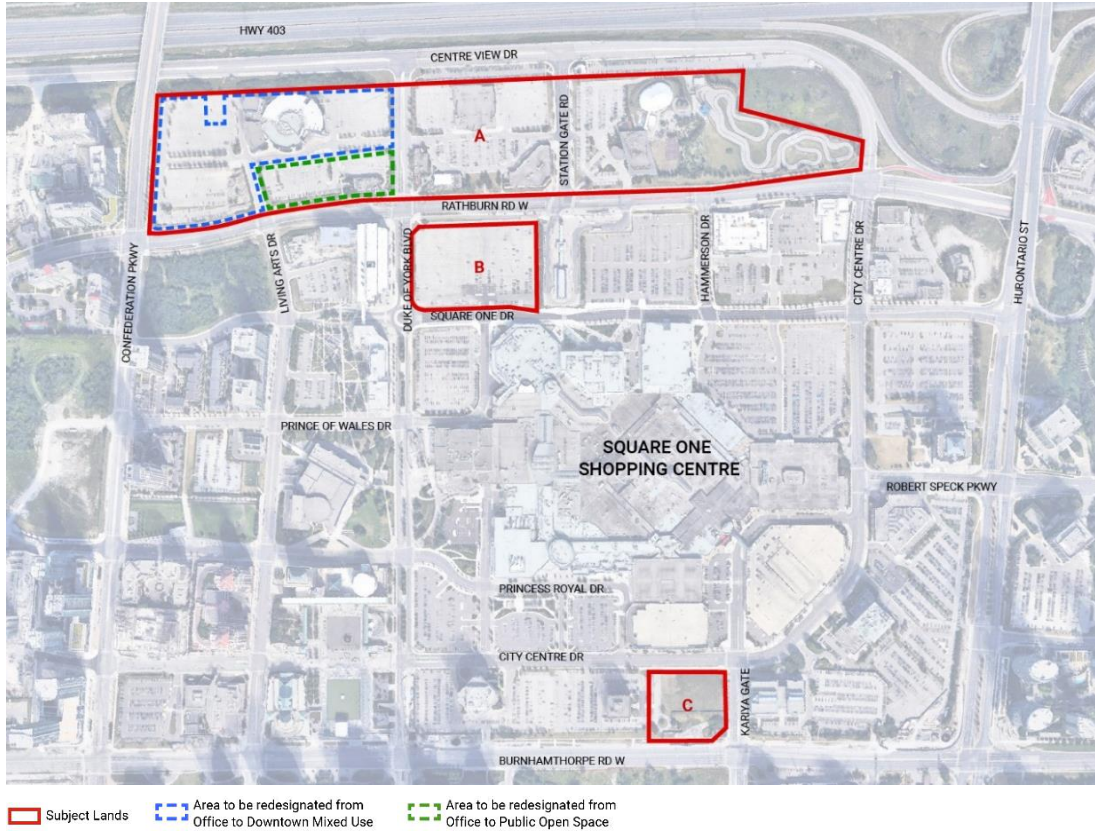 HWY 403
CENTRE VIEW DR
A
STATION GATE RD
RATHBURN RD W
CONFEDERATION PKWY
LIVING ARTS DR
DUKE OF YORK BLVD
B
HAMMERSON DR
CITY CENTRE DR
HURONTARIO ST
SQUARE ONE DR
PRINCE OF WALES DR
SQUARE ONE
SHOPPING CENTRE
ROBERT SPECK PKWY
PRINCESS ROYAL DR
CITY CENTRE DR
C
KARIYA GATE
BURNHAMTHORPE RD W
Subject Lands
Area to be redesignated from
Office to Downtown Mixed Use
Area to be redesignated from
Office to Public Open Space